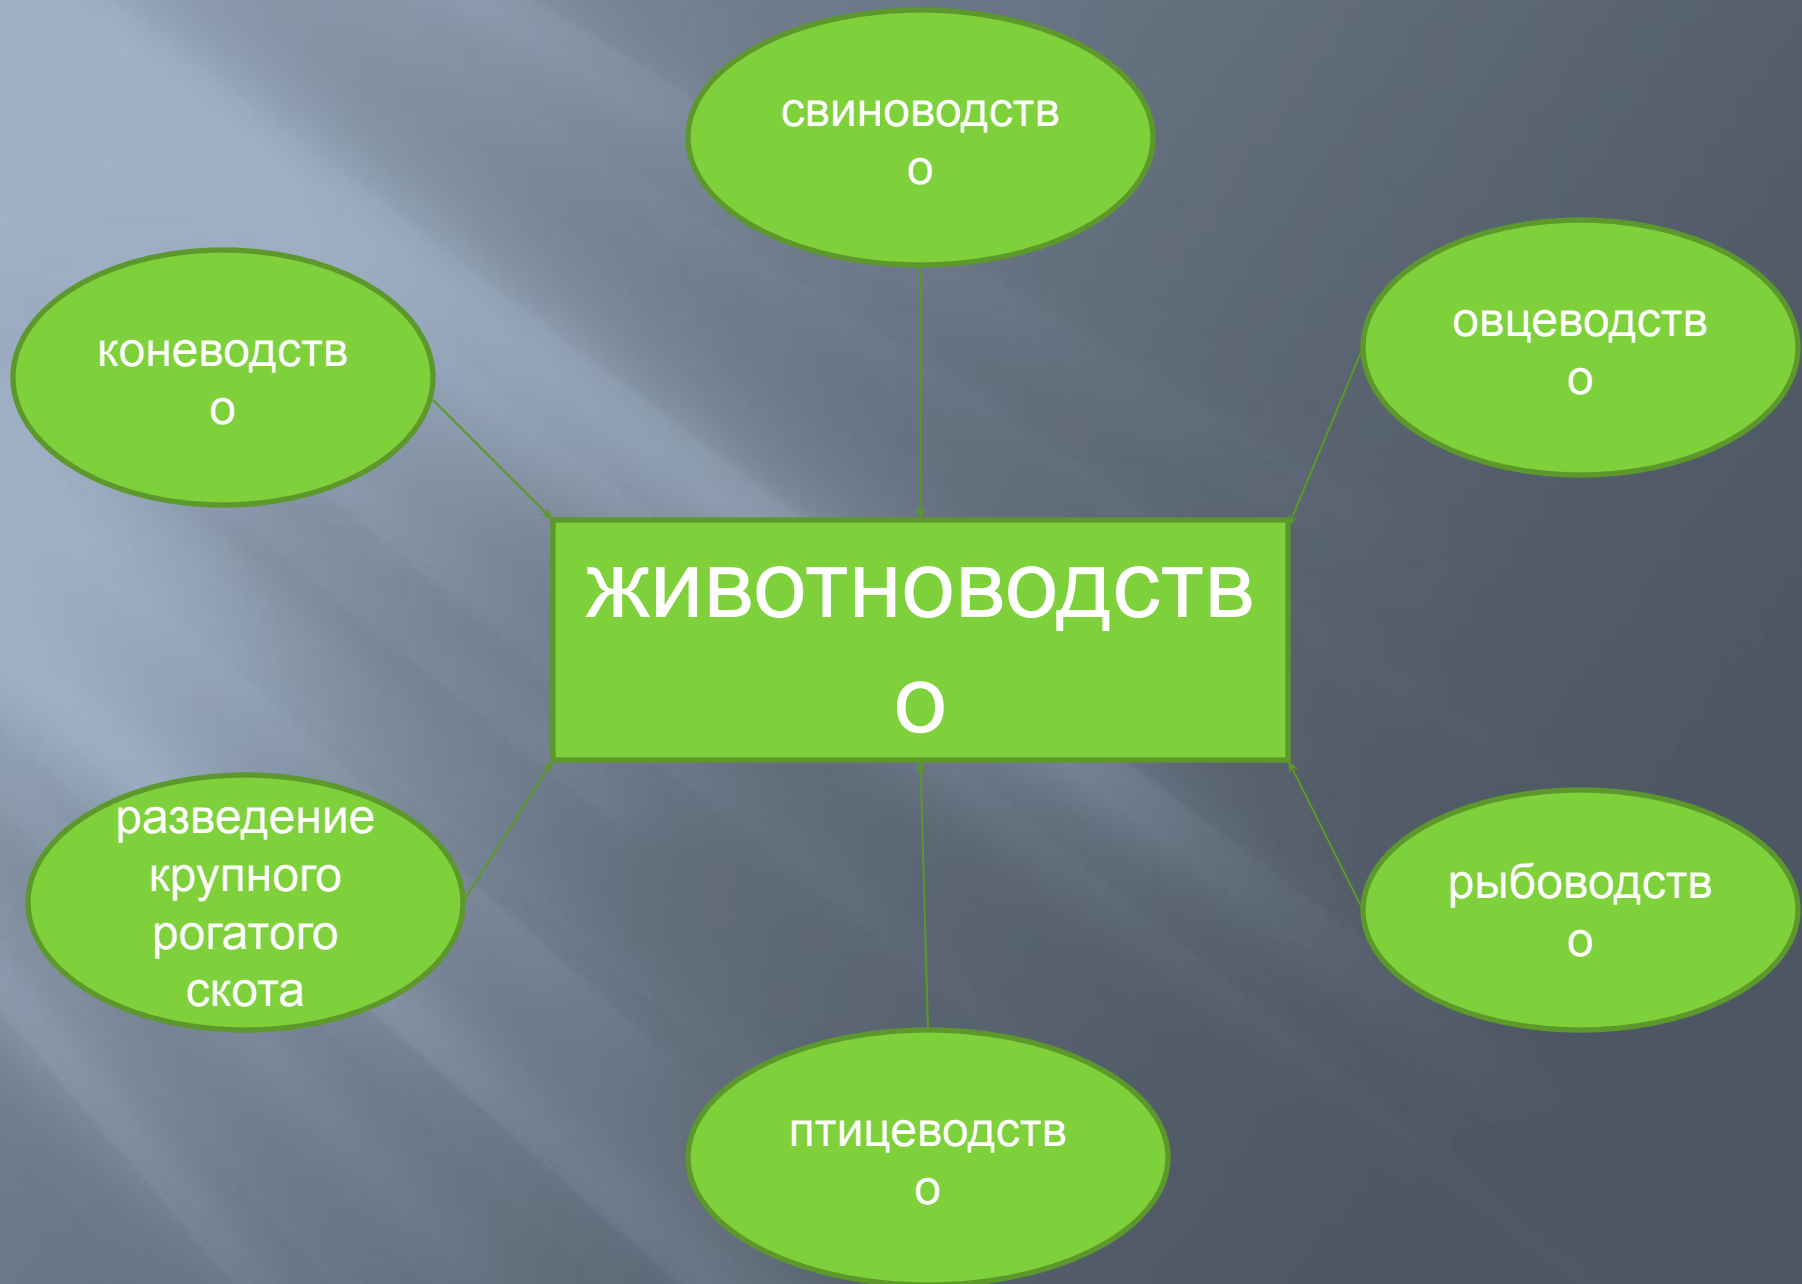 свиноводств
о
коневодств
о
овцеводств
о
животноводств
о
разведение
крупного
рогатого
скота
рыбоводств
о
птицеводств
о